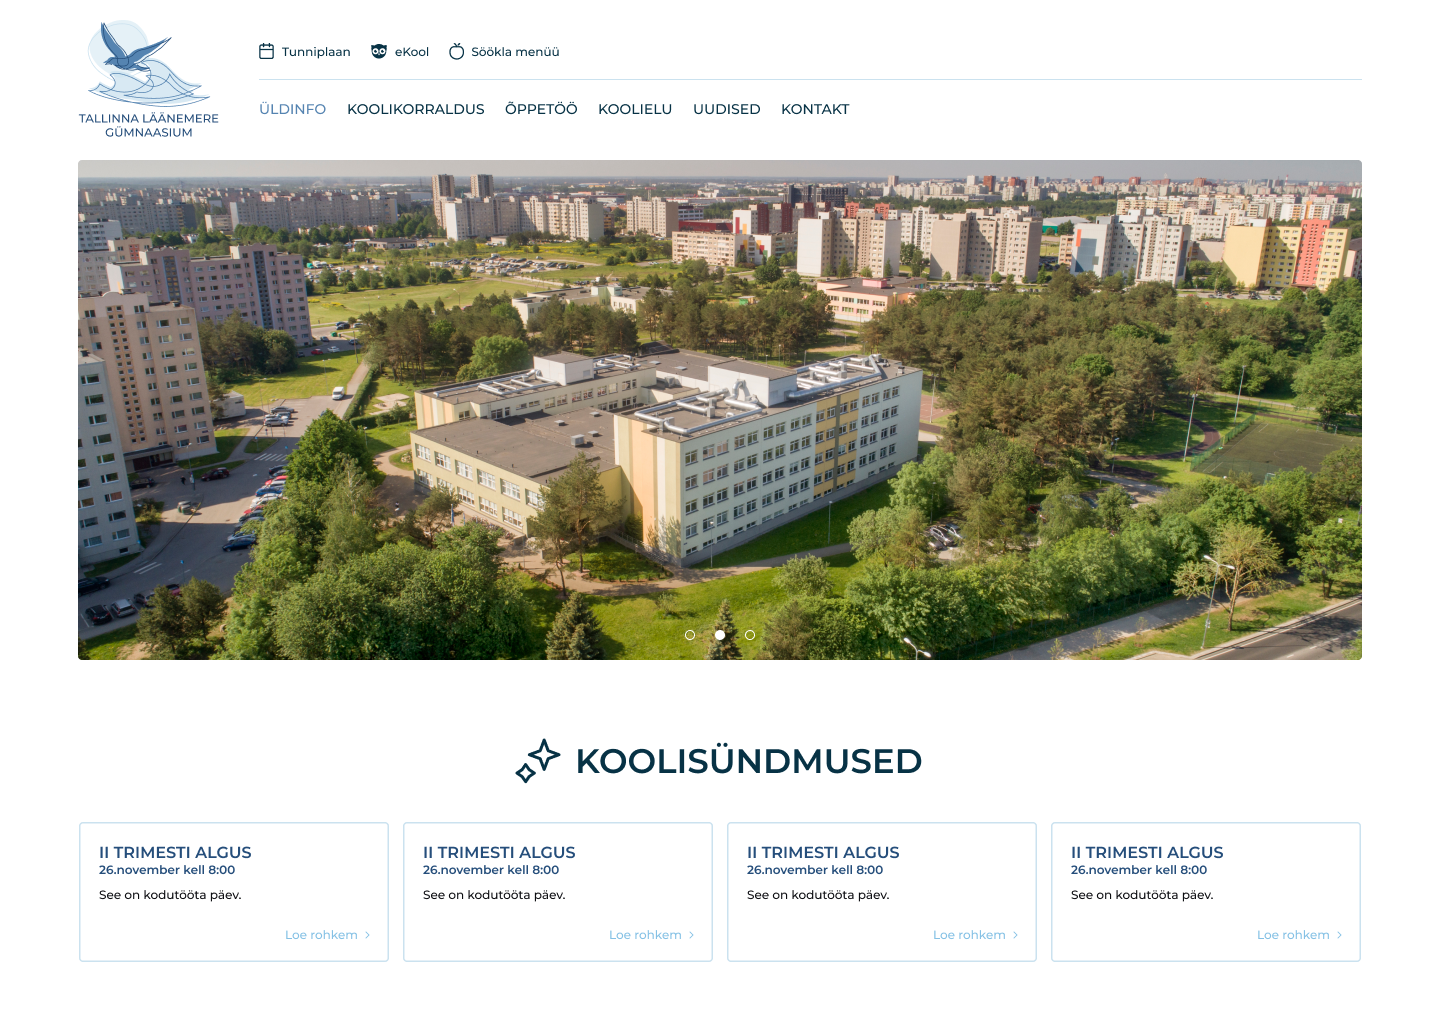 TALLINNA LÄÄNEMERE
GÜMNAASIUM
Tunniplaan
eKool
Söökla menüü
ÜLDINFO
KOOLIKORRALDUS
ÕPPETÖÖ
KOOLIELU
UUDISED
KONTAKT
KOOLISÜNDMUSED
II TRIMESTI ALGUS
26.november kell 8:00
See on kodutööta päev.
Loe rohkem
II TRIMESTI ALGUS
26.november kell 8:00
See on kodutööta päev.
Loe rohkem
II TRIMESTI ALGUS
26.november kell 8:00
See on kodutööta päev.
Loe rohkem
II TRIMESTI ALGUS
26.november kell 8:00
See on kodutööta päev.
Loe rohkem